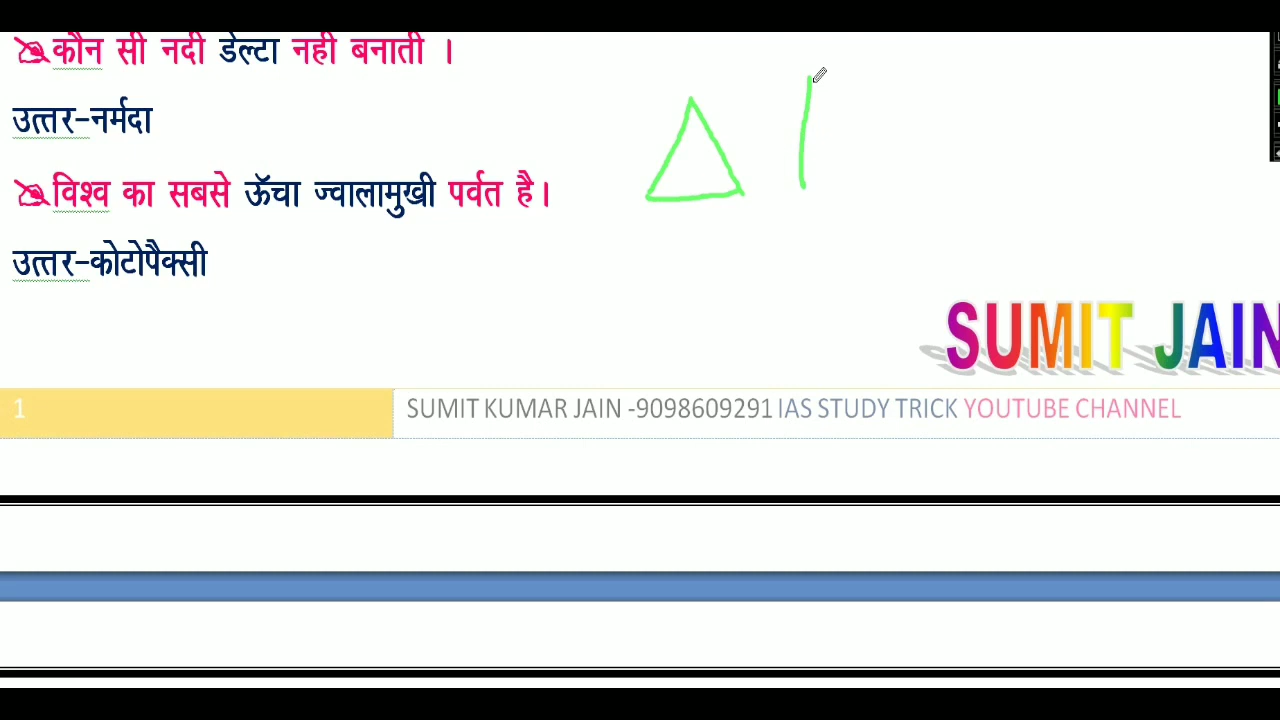 कौन सी नदी डेल्टा नही बनाती ।
उत्तर-नर्मदा
विश्व का सबसे ऊॅचा ज्वालामुखी पर्वत है।
उत्तर-कोटोपैक्सी
SUMIT JAIN
1 SUMIT KUMAR JAIN -9098609291 IAS STUDY TRICK YOUTUBE CHANNEL